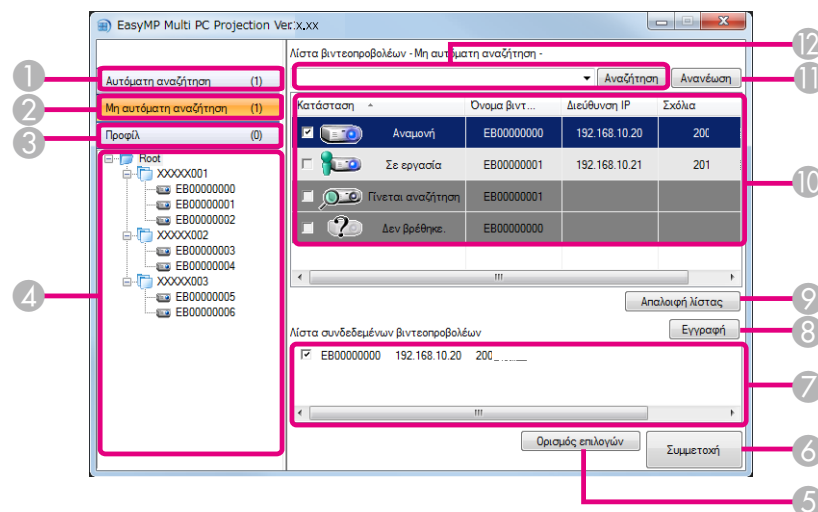 EasyMP Multi PC Projection Ver.x.xx
Λίστα βιντεοπροβολέων - Μη αυτόματη αναζήτηση -
12
1
Αυτόματη αναζήτηση (1)
Αναζήτηση
Ανανέωση
11
2
Μη αυτόματη αναζήτηση (1)
3
Προφίλ (0)
Κατάσταση Όνομα βιντ... Διεύθυνση IP Σχόλια
Αναμονή EB00000000 192.168.10.20 200
Σε εργασία EB00000001 192.168.10.21 201
Γίνεται αναζήτηση EB00000001
Δεν βρέθηκε. EB00000000
10
4
Root
XXXXX001
EB00000000
EB00000001
EB00000002
XXXXX002
EB00000003
EB00000004
XXXXX003
EB00000005
EB00000006
Απαλοιφή λίστας
9
Λίστα συνδεδεμένων βιντεοπροβολέων
Εγγραφή
8
EB00000000 192.168.10.20 200
7
Ορισμός επιλογών
Συμμετοχή
6
5